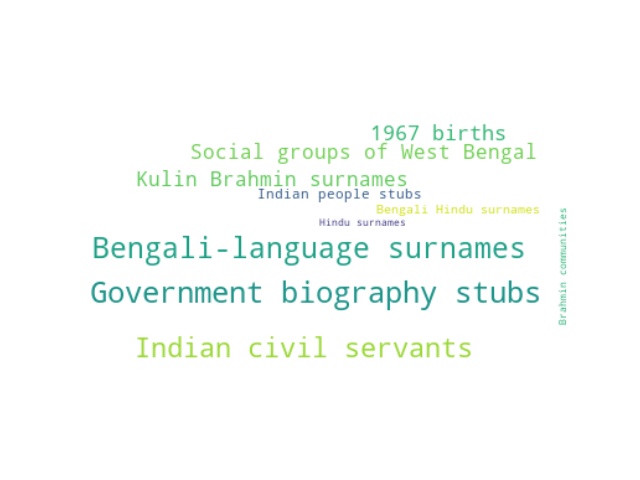 1967 births
Social groups of West Bengal
Kulin Brahmin surnames
Indian people stubs
Bengali Hindu surnames
Hindu surnames
Brahmin communities
Bengali-language surnames
Government biography stubs
Indian civil servants